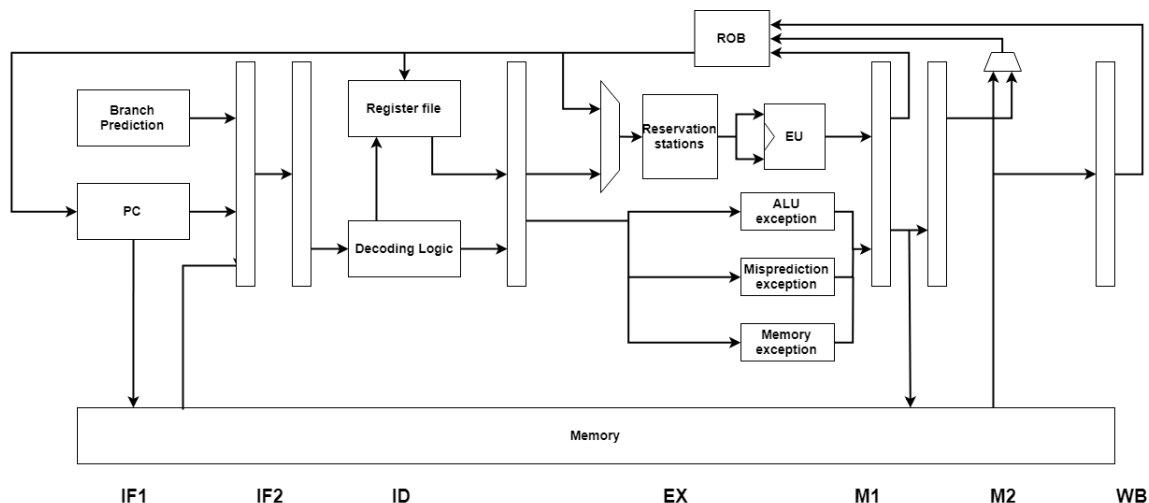 ROB
Branch
Prediction
Register file
Reservation
stations
EU
PC
ALU
exception
Decoding Logic
Misprediction
exception
Memory
exception
Memory
IF1 IF2 ID EX M1 M2 WB